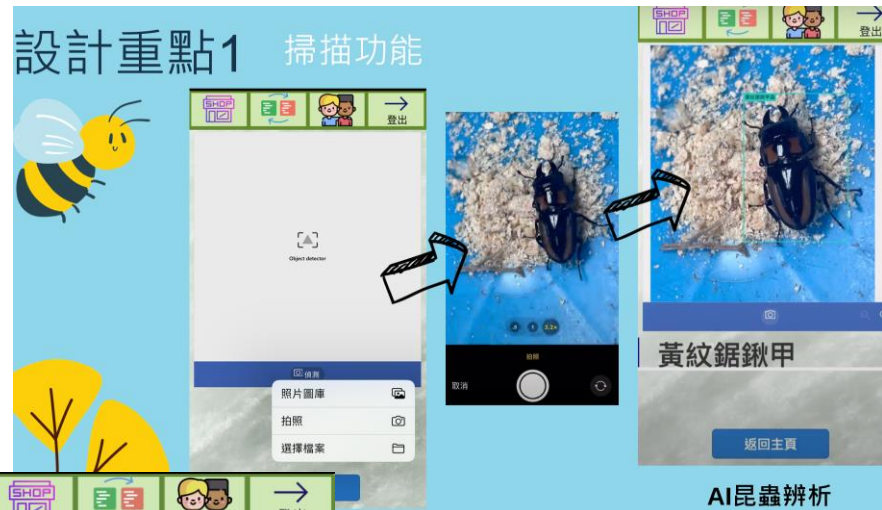 設計重點1
掃描功能
SHOP
登出
Object detector
偵測
照片圖庫
拍照
選擇檔案
2.2×
拍照
取消
SHOP
登出
黃紋鋸鍬甲
返回主頁
AI昆蟲辨析
SHOP